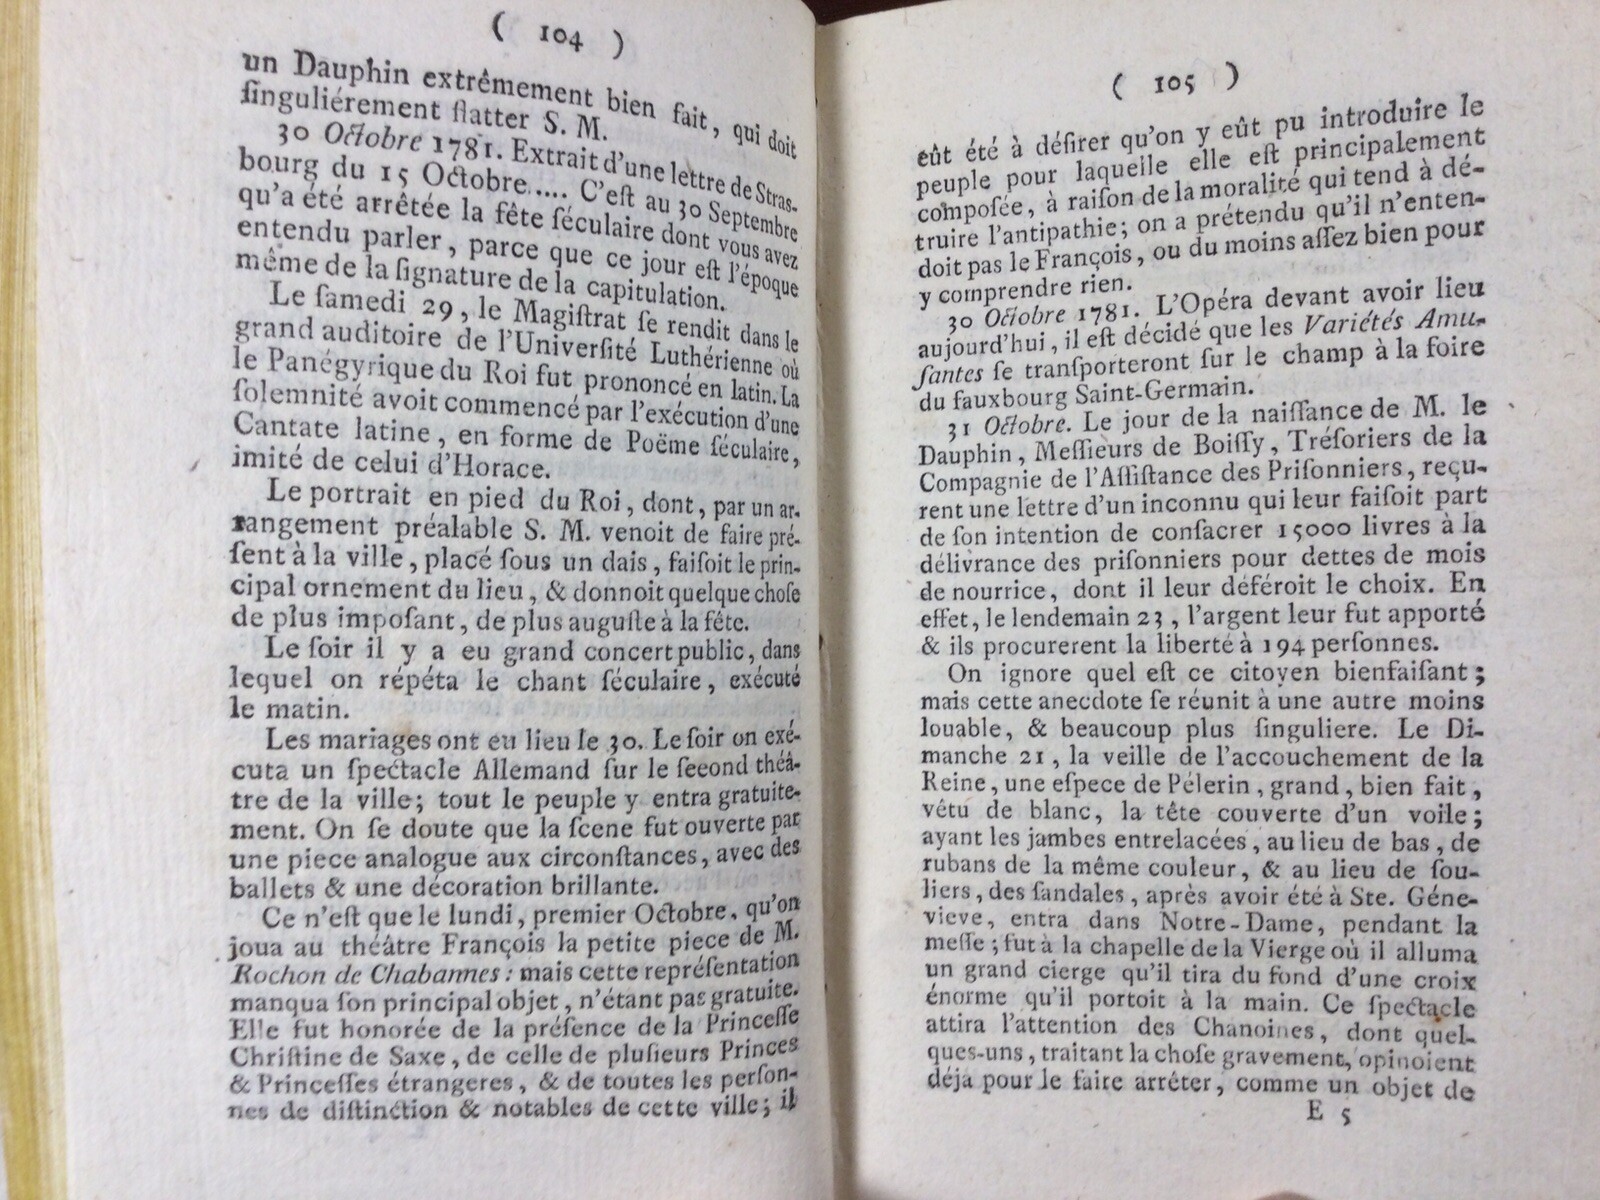 ( 104 )
un Dauphin extrêmement bien fait, qui doit
ſinguliérement flatter S. M.
30 Octobre 1781. Extrait d'une lettre de Stras-
bourg du 15 Octobre..... C'eſt au 30 Septembre
qu'a été arrêtée la fête féculaire dont vous avez
entendu parler, parce que ce jour eſt l'époque
même de la ſignature de la capitulation.
Le ſamedi 29, le Magiſtrat ſe rendit dans le
grand auditoire de l'Univerſité Luthérienne où
le Panégyrique du Roi fut prononcé en latin. La
ſolemnité avoit commencé par l'exécution d'une
Cantate latine, en forme de Poëme ſéculaire,
imité de celui d'Horace.
Le portrait en pied du Roi, dont, par un ar-
rangement préalable S. M. venoit de faire pré-
ſent à la ville, placé ſous un dais, faiſoit le prin-
cipal ornement du lieu, & donnoit quelque choſe
de plus impoſant, de plus auguſte à la fête.
Le ſoir il y a eu grand concert public, dans
lequel on répéta le chant ſéculaire, exécuté
le matin.
Les mariages ont eu lieu le 30. Le ſoir on exé-
cuta un ſpectacle Allemand ſur le ſeeond théâ-
tre de la ville; tout le peuple y entra gratuite-
ment. On ſe doute que la ſcene fut ouverte par
une piece analogue aux circonſtances, avec des
ballets & une décoration brillante.
Ce n'eſt que le lundi, premier Octobre, qu'on
joua au théâtre François la petite piece de M.
Rochon de Chabannes: mais cette repréſentation
manqua ſon principal objet, n'étant pas gratuite.
Elle fut honorée de la préſence de la Princeſſe
Chriſtine de Saxe, de celle de pluſieurs Princes
& Princeſſes étrangeres, & de toutes les perſon-
nes de diſtinction & notables de cette ville; il
( 105 )
eût été à déſirer qu'on y eût pu introduire le
peuple pour laquelle elle eſt principalement
compoſée, à raiſon de la moralité qui tend à dé-
truire l'antipathie; on a prétendu qu'il n'enten-
doit pas le François, ou du moins aſſez bien pour
y comprendre rien.
30 Octobre 1781. L'Opéra devant avoir lieu
aujourd'hui, il eſt décidé que les Variétés Amu-
ſantes ſe tranſporteront ſur le champ à la foire
du fauxbourg Saint-Germain.
31 Octobre. Le jour de la naiſſance de M. le
Dauphin, Meſſieurs de Boiſſy, Tréſoriers de la
Compagnie de l'Aſſiſtance des Priſonniers, reçu-
rent une lettre d'un inconnu qui leur faiſoit part
de ſon intention de conſacrer 15000 livres à la
délivrance des priſonniers pour dettes de mois
de nourrice, dont il leur déféroit le choix. En
effet, le lendemain 23, l'argent leur fut apporté
& ils procurerent la liberté à 194 perſonnes.
On ignore quel eſt ce citoyen bienfaiſant;
mais cette anecdote ſe réunit à une autre moins
louable, & beaucoup plus ſinguliere. Le Di-
manche 21, la veille de l'accouchement de la
Reine, une eſpece de Pélerin, grand, bien fait,
vêtu de blanc, la tête couverte d'un voile;
ayant les jambes entrelacées, au lieu de bas, de
rubans de la même couleur, & au lieu de ſou-
liers, des ſandales, après avoir été à Ste. Géne-
vieve, entra dans Notre-Dame, pendant la
meſſe; fut à la chapelle de la Vierge où il alluma
un grand cierge qu'il tira du fond d'une croix
énorme qu'il portoit à la main. Ce ſpectacle
attira l'attention des Chanoines, dont quel-
ques-uns, traitant la choſe gravement, opinoient
déja pour le faire arrêter, comme un objet de
E 5